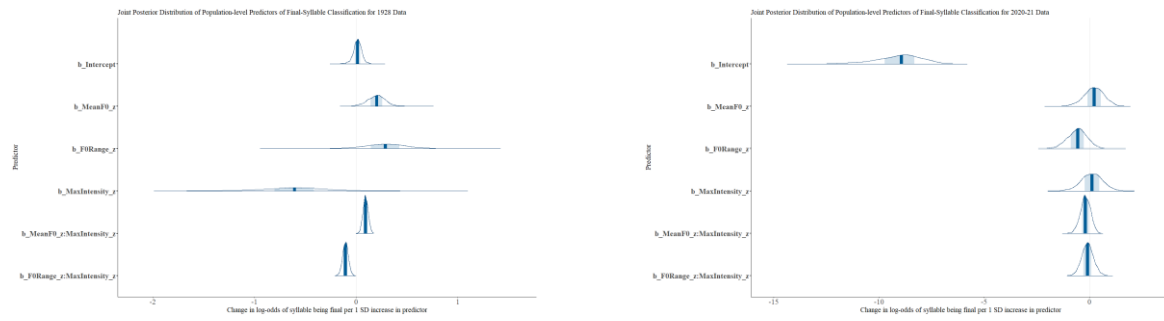 Joint Posterior Distribution of Population-level Predictors of Final-Syllable Classification for 1928 Data
b_Intercept
b_MeanF0_z
b_F0Range_z
b_MaxIntensity_z
b_MeanF0_z:MaxIntensity_z
b_F0Range_z:MaxIntensity_z
Predictor
-2
-1
0
1
Change in log-odds of syllable being final per 1 SD increase in predictor
Joint Posterior Distribution of Population-level Predictors of Final-Syllable Classification for 2020-21 Data
b_Intercept
b_MeanF0_z
b_F0Range_z
b_MaxIntensity_z
b_MeanF0_z:MaxIntensity_z
b_F0Range_z:MaxIntensity_z
Predictor
-15
-10
-5
0
Change in log-odds of syllable being final per 1 SD increase in predictor